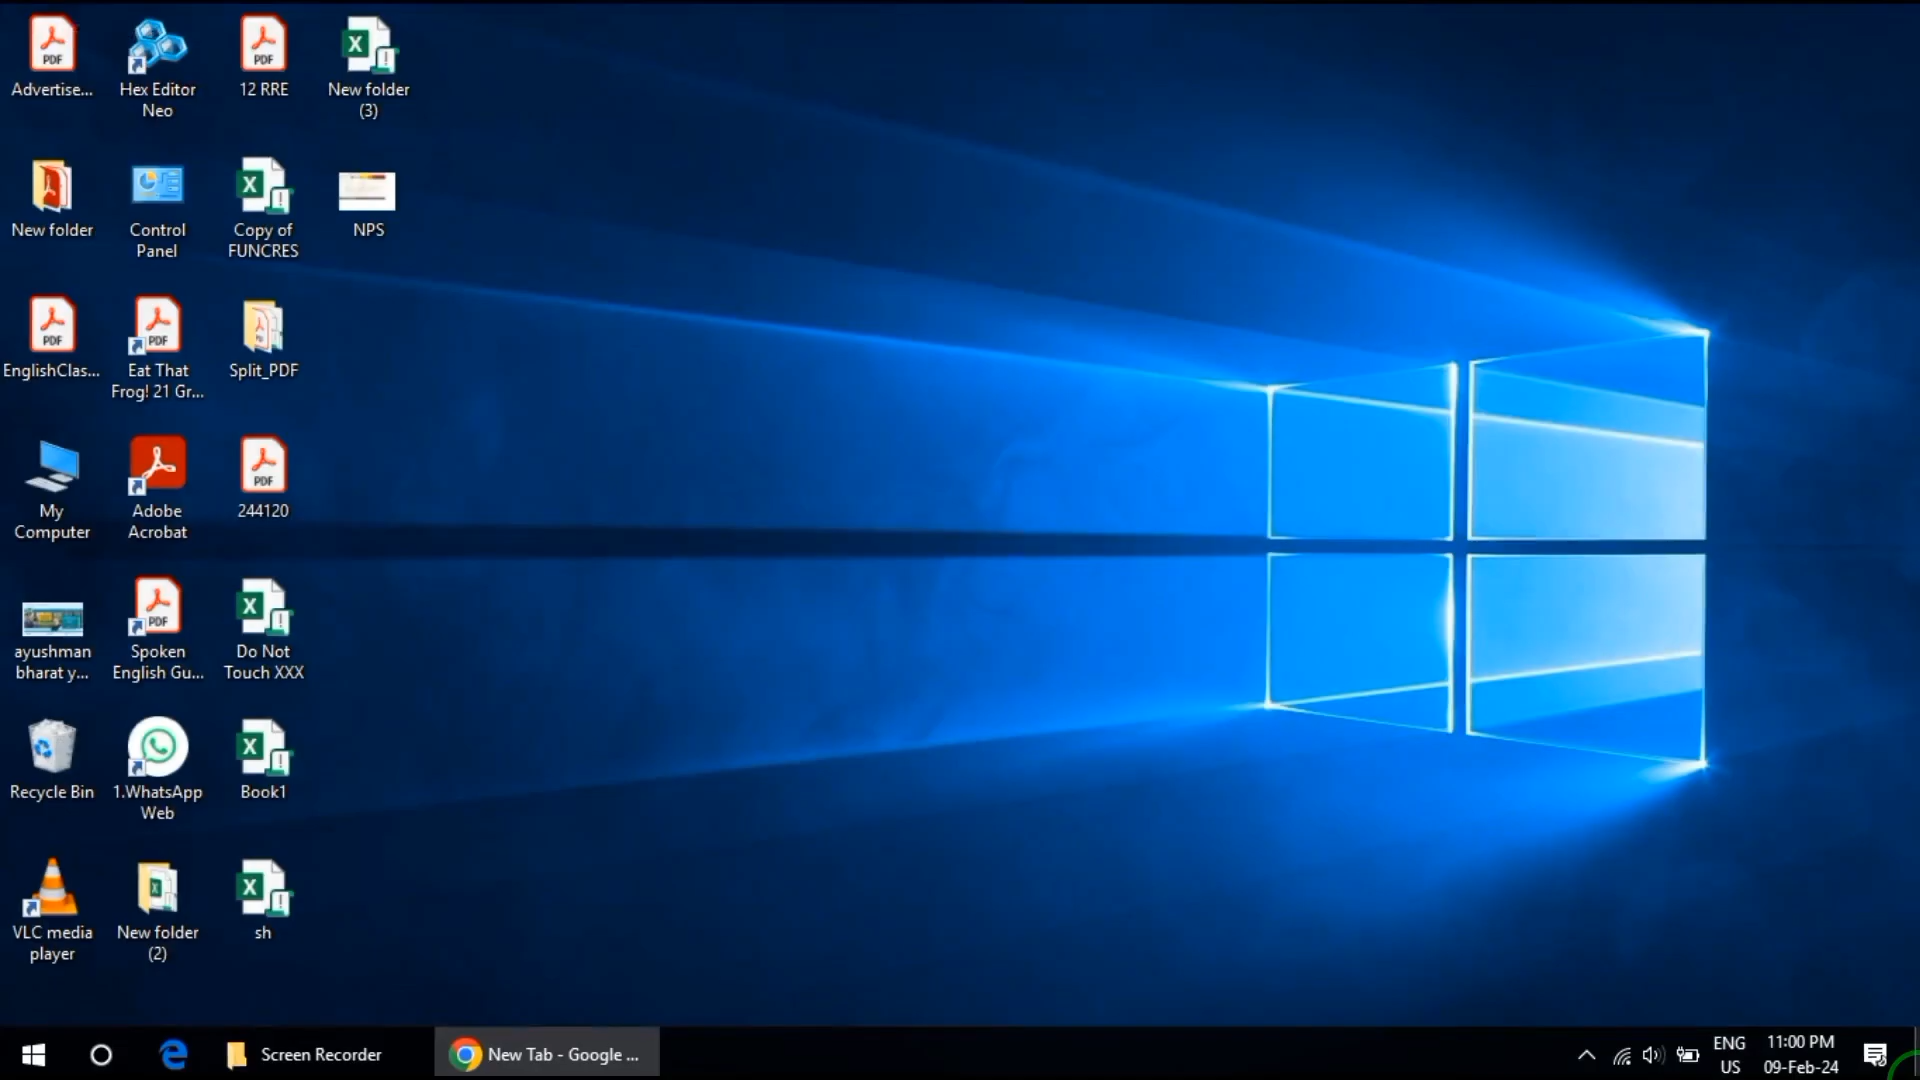 Advertise...
Hex Editor
Neo
12 RRE
New folder
(3)
New folder
Control
Panel
Copy of
FUNCRES
NPS
EnglishClas...
Eat That
Frog! 21 Gr...
Split_PDF
My
Computer
Adobe
Acrobat
244120
ayushman
bharat y...
Spoken
English Gu...
Do Not
Touch XXX
Recycle Bin
1.WhatsApp
Web
Book1
VLC media
player
New folder
(2)
sh
PDF
PDF
PDF
PDF
PDF
PDF
Screen Recorder
New Tab - Google ...
ENG
US
11:00 PM
09-Feb-24